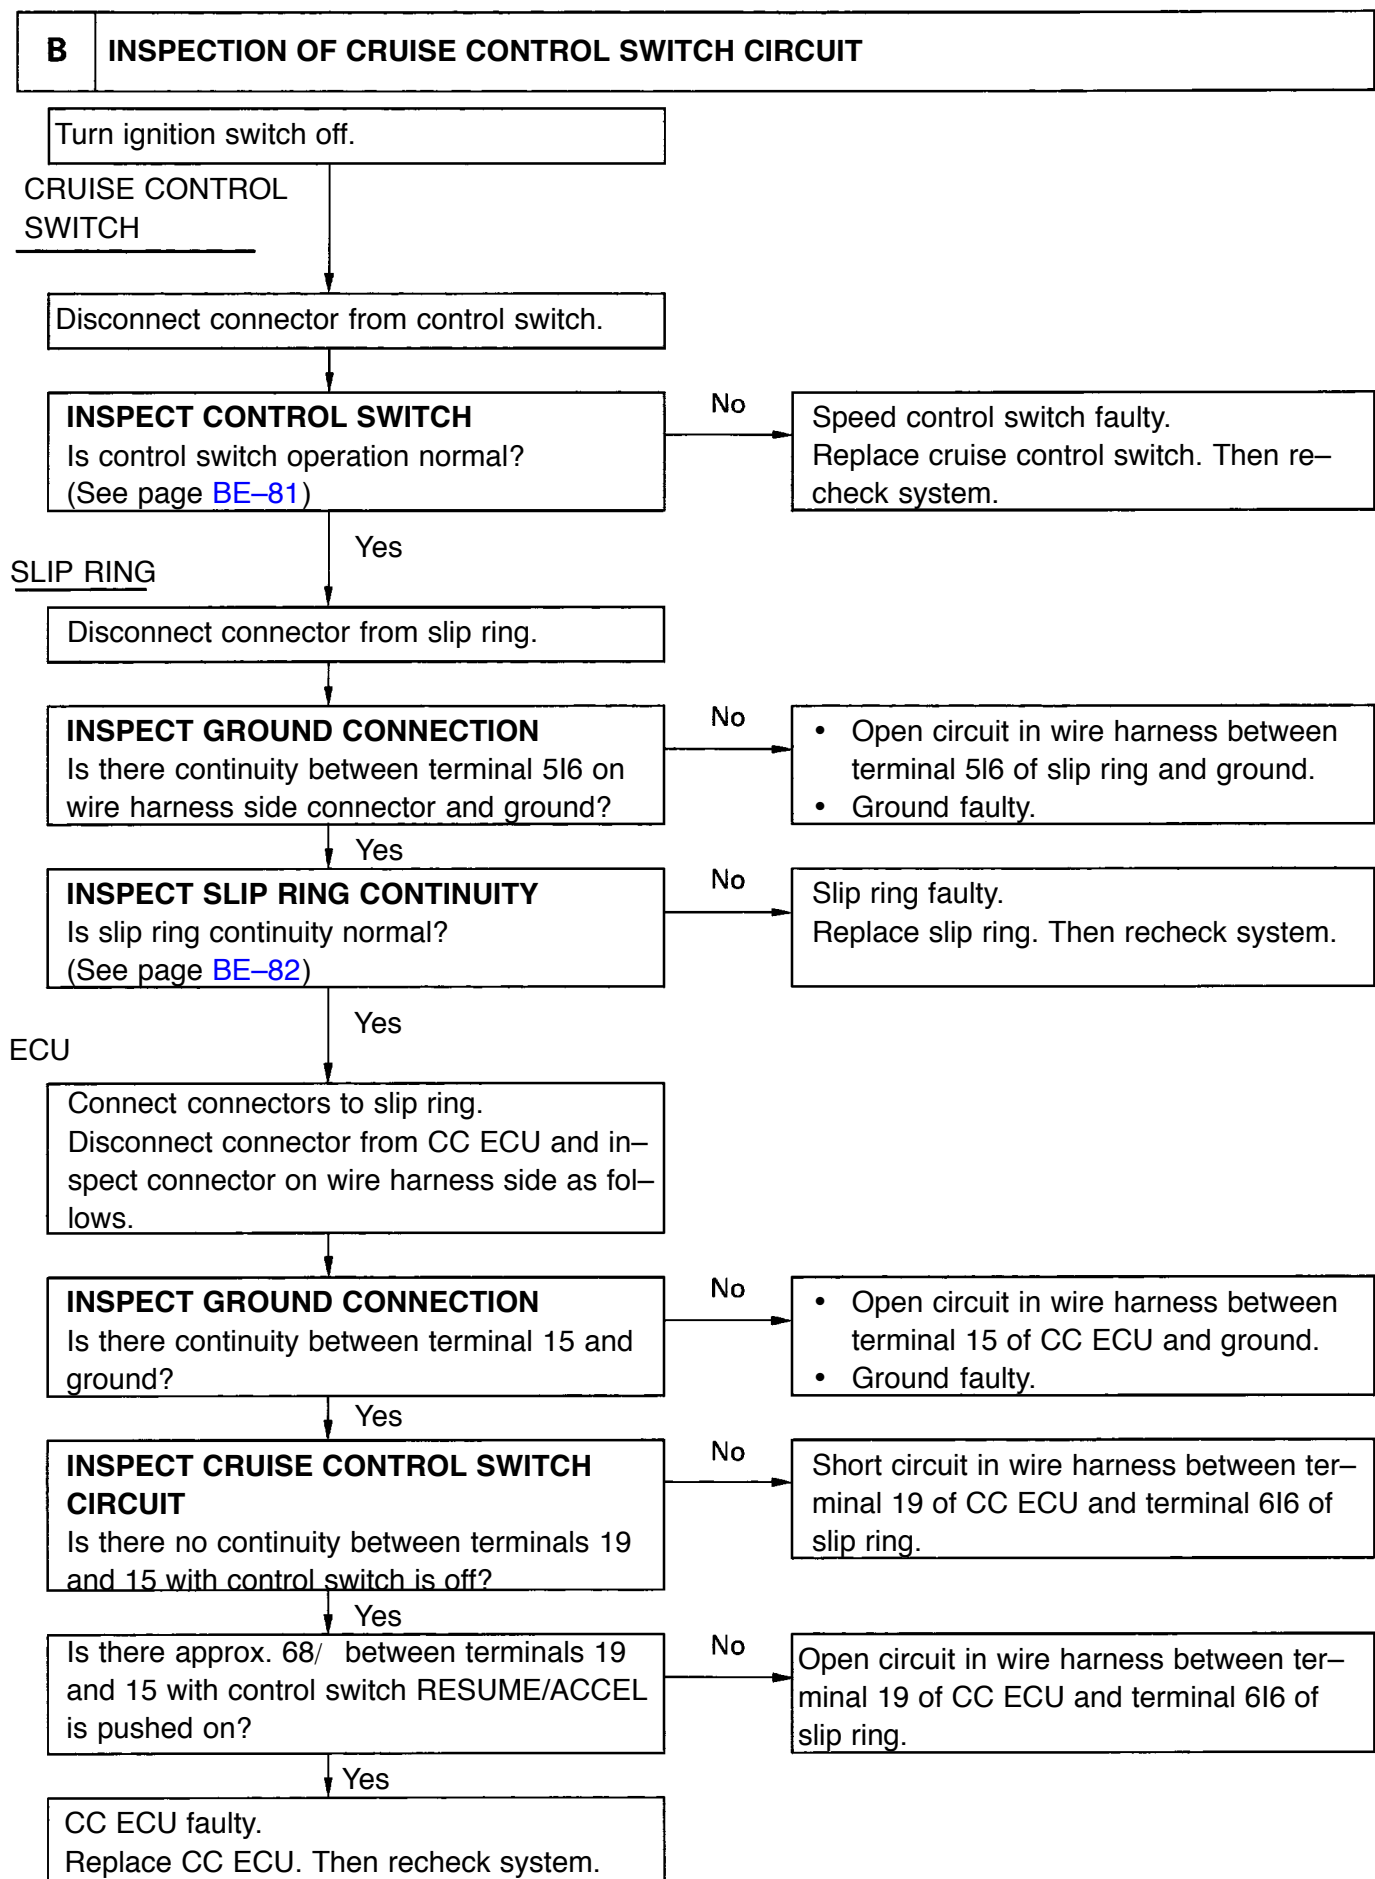 B INSPECTION OF CRUISE CONTROL SWITCH CIRCUIT
Turn ignition switch off.
CRUISE CONTROL
SWITCH
Disconnect connector from control switch.
INSPECT CONTROL SWITCH
Is control switch operation normal?
(See page BE–81)
No
Speed control switch faulty.
Replace cruise control switch. Then re–
check system.
Yes
SLIP RING
Disconnect connector from slip ring.
INSPECT GROUND CONNECTION
Is there continuity between terminal 5I6 on
wire harness side connector and ground?
No
• Open circuit in wire harness between
terminal 5I6 of slip ring and ground.
• Ground faulty.
Yes
INSPECT SLIP RING CONTINUITY
Is slip ring continuity normal?
(See page BE–82)
No
Slip ring faulty.
Replace slip ring. Then recheck system.
Yes
ECU
Connect connectors to slip ring.
Disconnect connector from CC ECU and in–
spect connector on wire harness side as fol–
lows.
INSPECT GROUND CONNECTION
Is there continuity between terminal 15 and
ground?
No
• Open circuit in wire harness between
terminal 15 of CC ECU and ground.
• Ground faulty.
Yes
INSPECT CRUISE CONTROL SWITCH
CIRCUIT
Is there no continuity between terminals 19
and 15 with control switch is off?
No
Short circuit in wire harness between ter–
minal 19 of CC ECU and terminal 6I6 of
slip ring.
Yes
Is there approx. 68/ between terminals 19
and 15 with control switch RESUME/ACCEL
is pushed on?
No
Open circuit in wire harness between ter–
minal 19 of CC ECU and terminal 6I6 of
slip ring.
Yes
CC ECU faulty.
Replace CC ECU. Then recheck system.